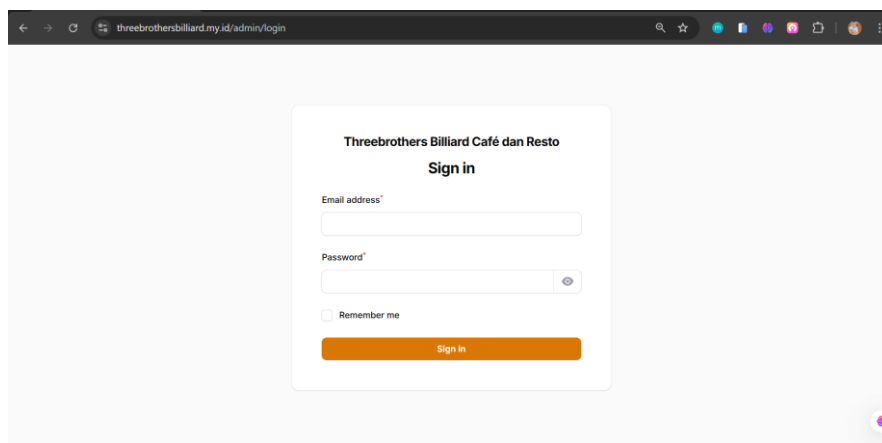 threebrothersbilliard.my.id/admin/login
Threebrothers Billiard Café dan Resto
Sign in
Email address*
Password*
Remember me
Sign in